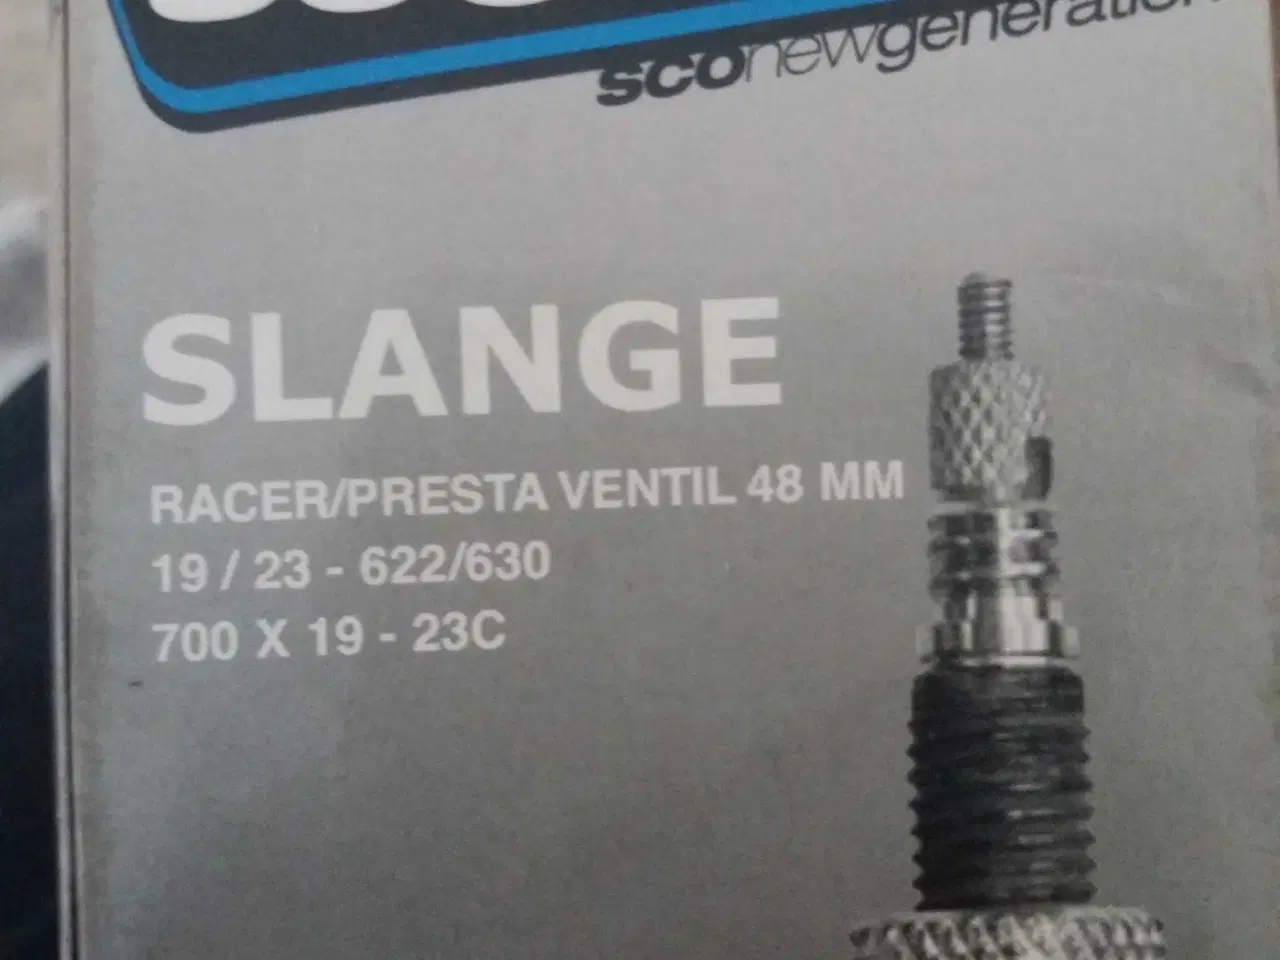 sconewgeneration
SLANGE
RACER/PRESTA VENTIL 48 MM
19 / 23 - 622/630
700 X 19 - 23C